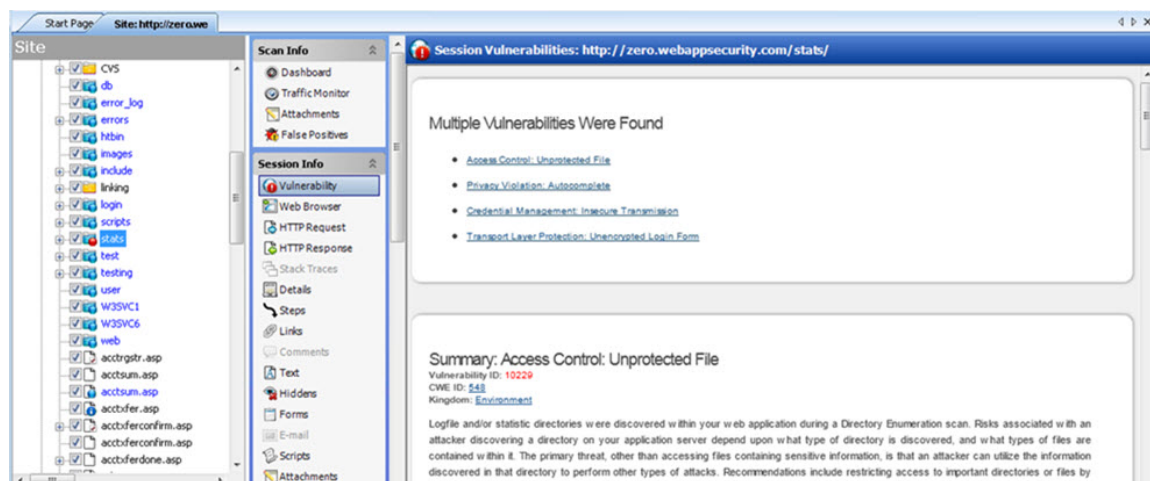 Start Page
Site: http://zero.we
Site
CVS
db
error_log
errors
htbin
images
include
linking
login
scripts
stats
test
testing
user
W3SVC1
W3SVC6
web
acctrgstr.asp
acctsum.asp
acctsum.asp
acctxfer.asp
acctxferconfirm.asp
acctxferconfirm.asp
acctxferdone.asp
Scan Info
Dashboard
Traffic Monitor
Attachments
False Positives
Session Info
Vulnerability
Web Browser
HTTP Request
HTTP Response
Stack Traces
Details
Steps
Links
Comments
Text
Hiddens
Forms
E-mail
Scripts
Attachments
Session Vulnerabilities: http://zero.webappsecurity.com/stats/
Multiple Vulnerabilities Were Found
Access Control: Unprotected File
Privacy Violation: Autocomplete
Credential Management: Insecure Transmission
Transport Layer Protection: Unencrypted Login Form
Summary: Access Control: Unprotected File
Vulnerability ID: 10229
CWE ID: 548
Kingdom: Environment
Logfile and/or statistic directories were discovered within your web application during a Directory Enumeration scan. Risks associated with an
attacker discovering a directory on your application server depend upon what type of directory is discovered, and what types of files are
contained within it. The primary threat, other than accessing files containing sensitive information, is that an attacker can utilize the information
discovered in that directory to perform other types of attacks. Recommendations include restricting access to important directories or files by